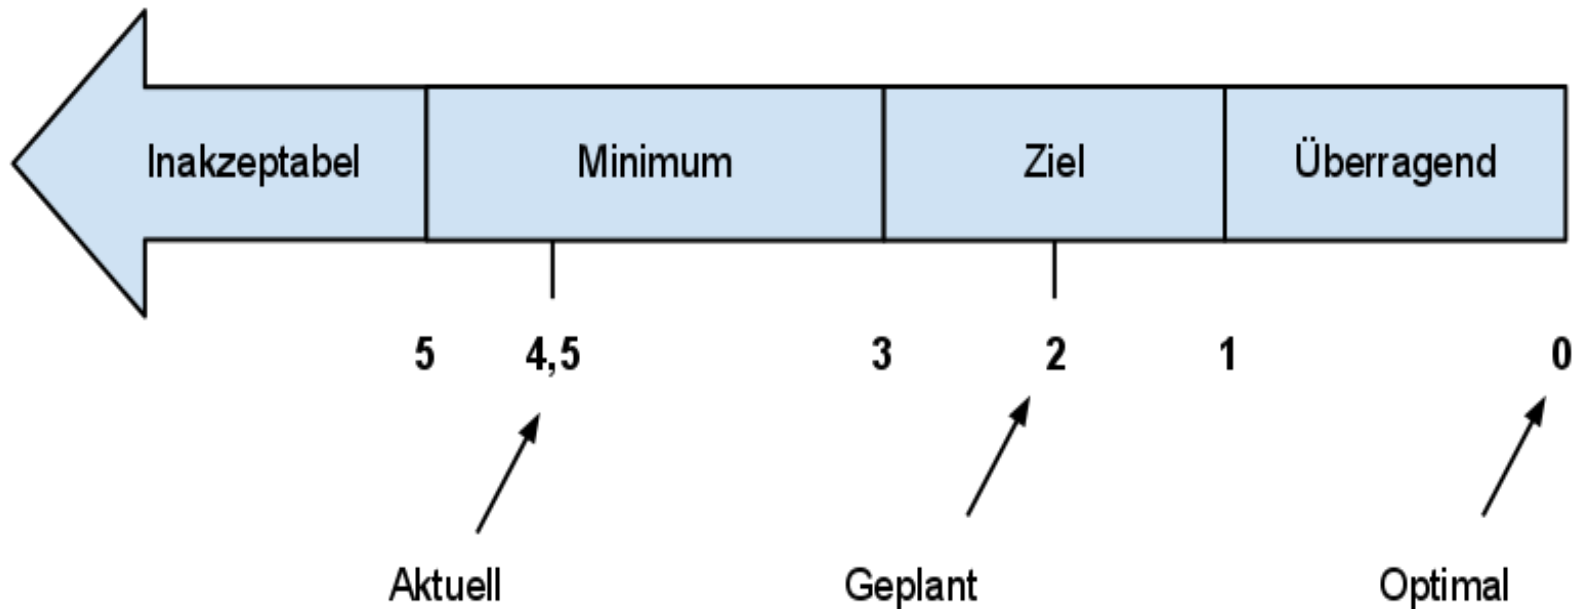 Inakzeptabel Minimum Ziel Überragend
5 4,5 3 2 1 0
Aktuell Geplant Optimal